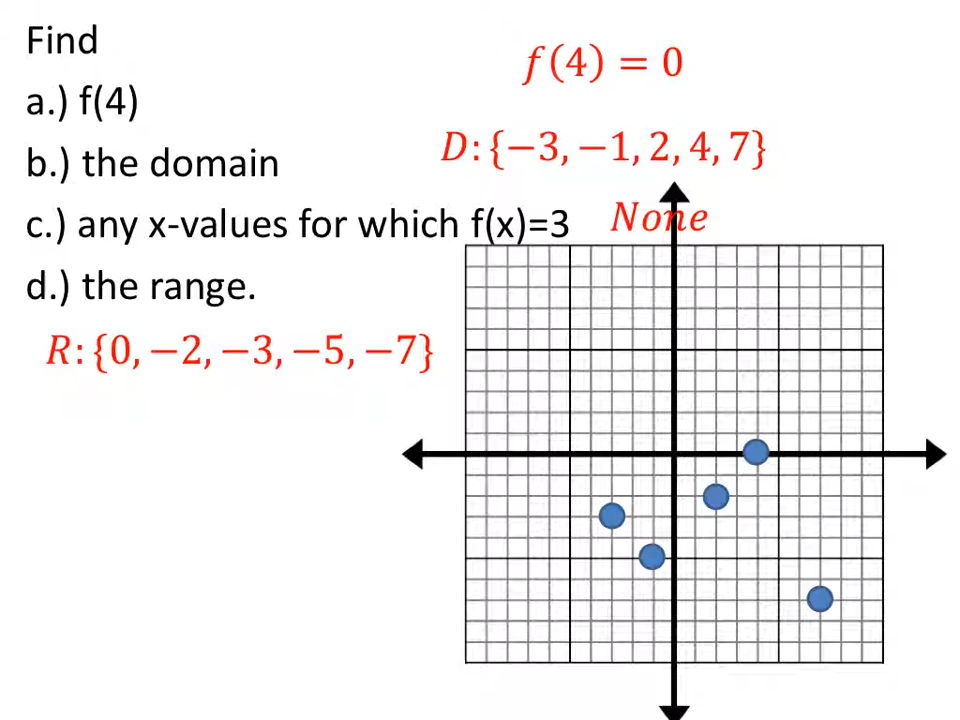 Find
f(4) = 0
a.) f(4)
b.) the domain
D: {−3, −1, 2, 4, 7}
c.) any x-values for which f(x)=3
None
d.) the range.
R: {0, −2, −3, −5, −7}